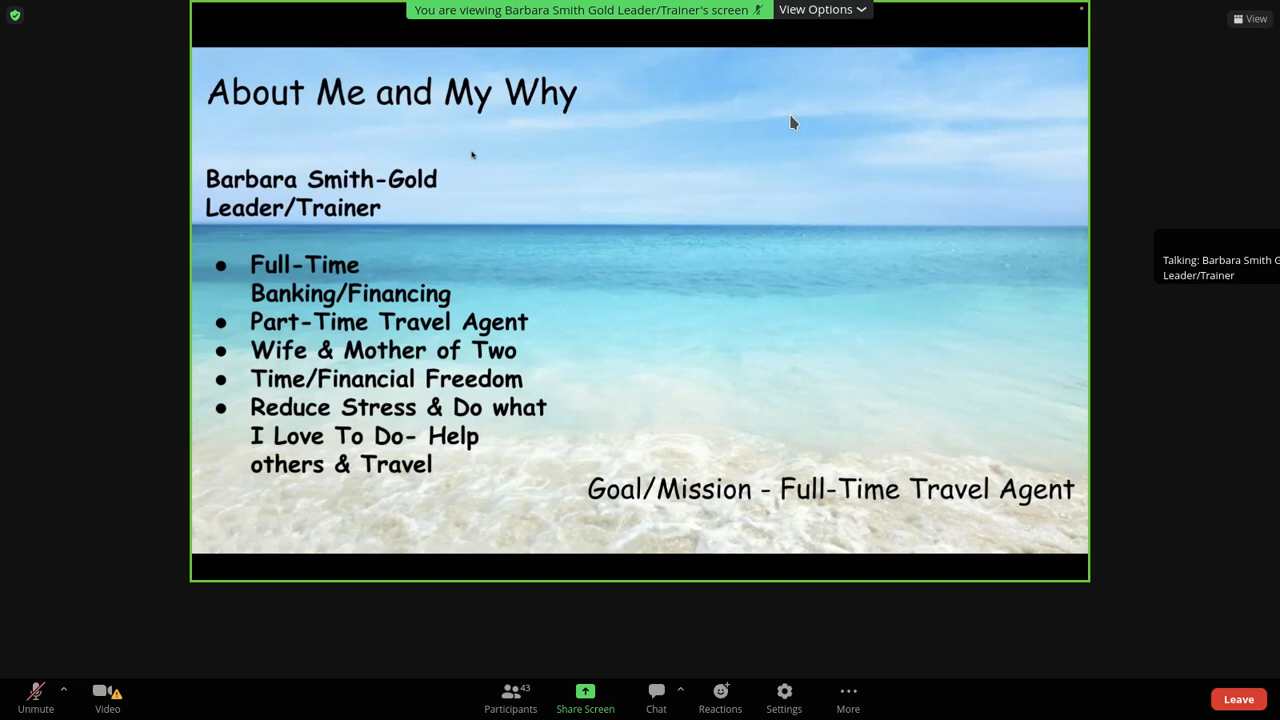 You are viewing Barbara Smith Gold Leader/Trainer's screen
View Options
View
About Me and My Why
Barbara Smith-Gold
Leader/Trainer
● Full-Time
Banking/Financing
● Part-Time Travel Agent
● Wife & Mother of Two
● Time/Financial Freedom
● Reduce Stress & Do what
I Love To Do- Help
others & Travel
Goal/Mission - Full-Time Travel Agent
Talking: Barbara Smith G
Leader/Trainer
Unmute
Video
43
Participants
Share Screen
Chat
Reactions
Settings
More
Leave